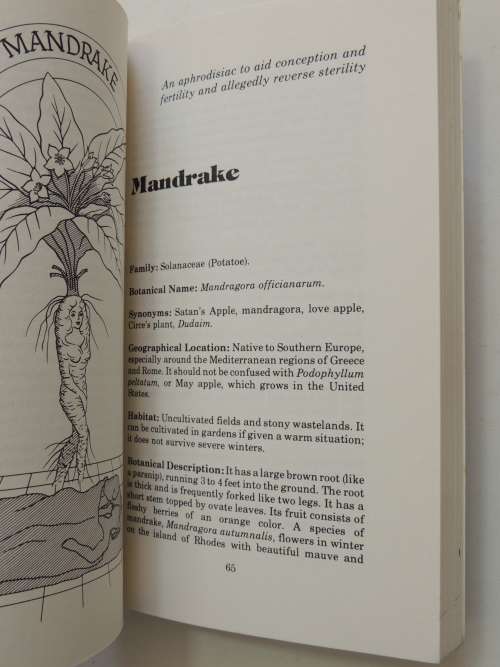 MANDRAKE
An aphrodisiac to aid conception and
fertility and allegedly reverse sterility
Mandrake
Family: Solanaceae (Potatoe).
Botanical Name: Mandragora officianarum.
Synonyms: Satan's Apple, mandragora, love apple,
Circe's plant, Dudaim.
Geographical Location: Native to Southern Europe,
especially around the Mediterranean regions of Greece
and Rome. It should not be confused with Podophyllum
peltatum, or May apple, which grows in the United
States.
Habitat: Uncultivated fields and stony wastelands. It
can be cultivated in gardens if given a warm situation;
it does not survive severe winters.
Botanical Description: It has a large brown root (like
a parsnip), running 3 to 4 feet into the ground. The root
is thick and is frequently forked like two legs. It has a
short stem topped by ovate leaves. Its fruit consists of
fleshy berries of an orange color. A species of
mandrake, Mandragora autumnalis, flowers in winter
on the island of Rhodes with beautiful mauve and
65